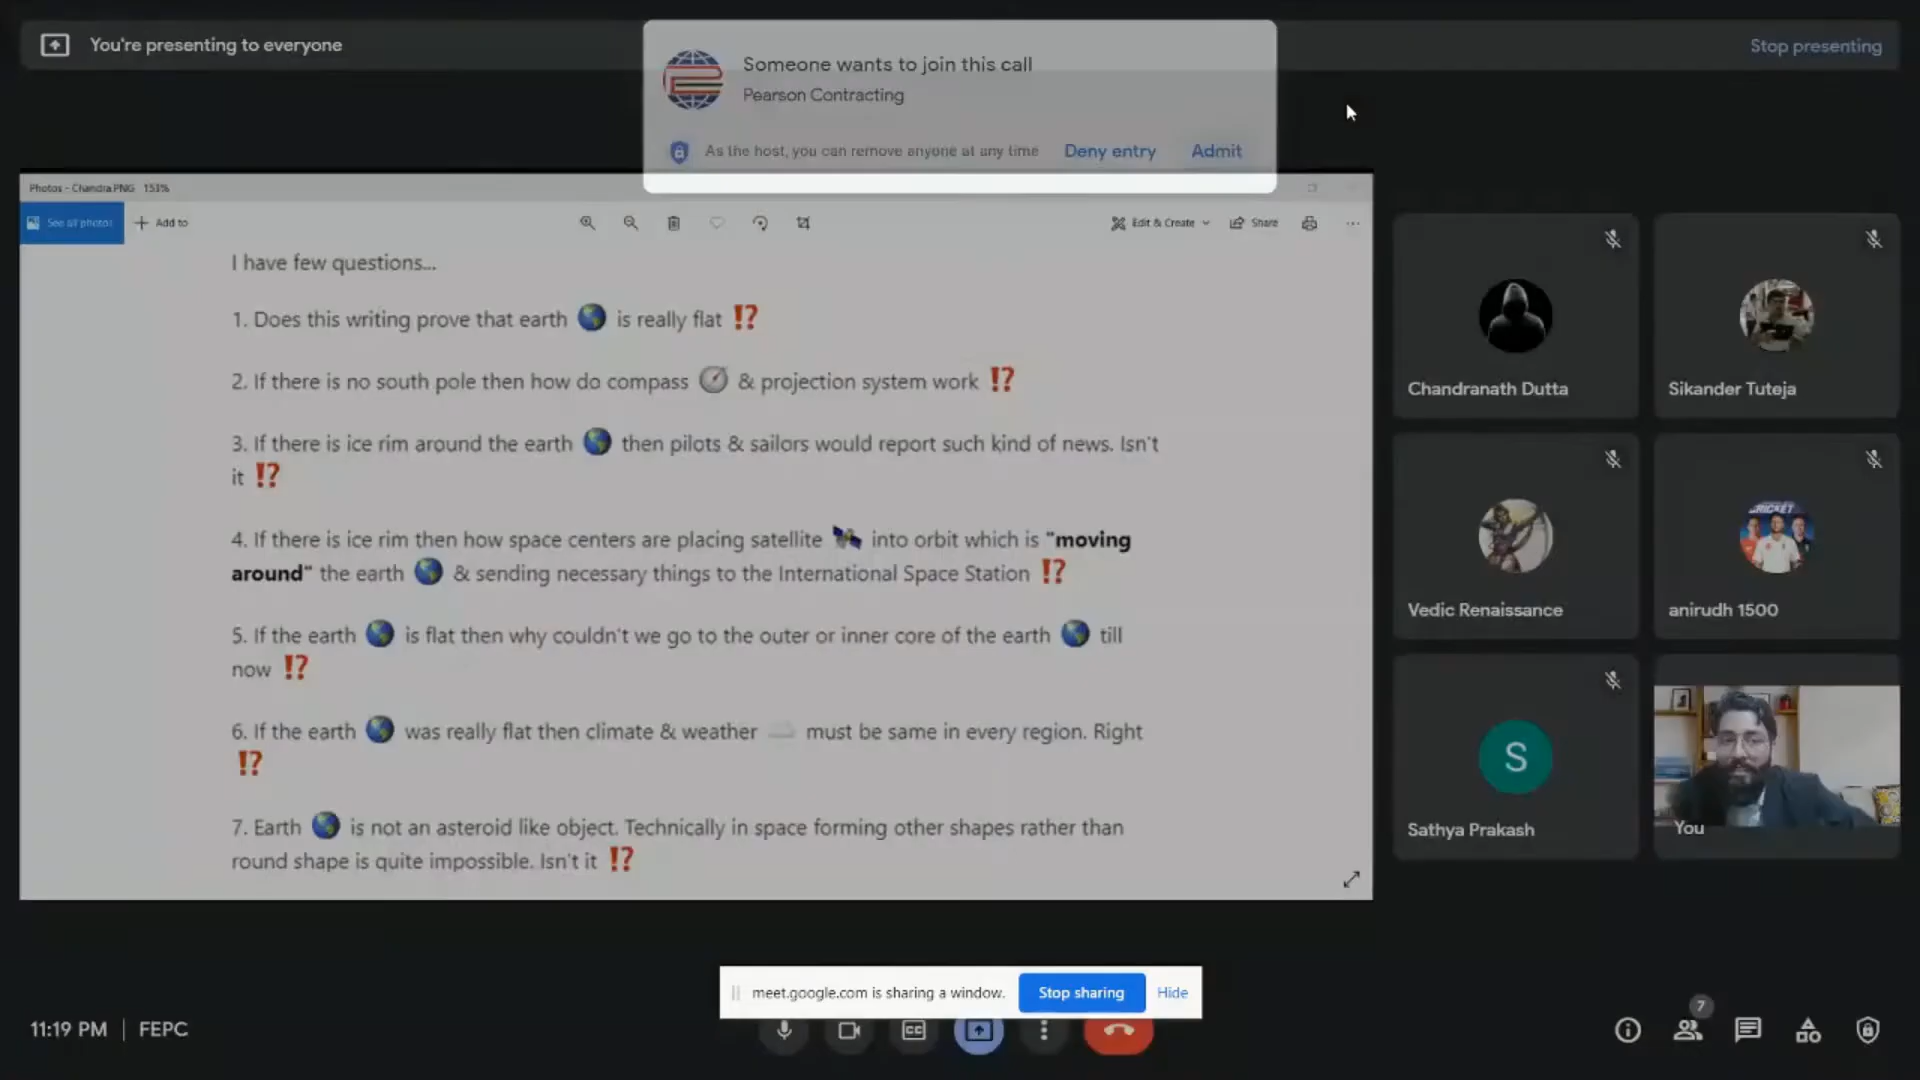 You're presenting to everyone
Stop presenting
Someone wants to join this call
Pearson Contracting
As the host, you can remove anyone at any time
Deny entry
Admit
Photos - Chandra.PNG 153%
See all photos
Add to
Edit & Create
Share
I have few questions...
1. Does this writing prove that earth 🌎 is really flat ⁉️
2. If there is no south pole then how do compass 🧭 & projection system work ⁉️
3. If there is ice rim around the earth 🌎 then pilots & sailors would report such kind of news. Isn't
it ⁉️
4. If there is ice rim then how space centers are placing satellite 🛰️ into orbit which is "moving
around" the earth 🌎 & sending necessary things to the International Space Station ⁉️
5. If the earth 🌎 is flat then why couldn't we go to the outer or inner core of the earth 🌎 till
now ⁉️
6. If the earth 🌎 was really flat then climate & weather ☁️ must be same in every region. Right
⁉️
7. Earth 🌎 is not an asteroid like object. Technically in space forming other shapes rather than
round shape is quite impossible. Isn't it ⁉️
Chandranath Dutta
Sikander Tuteja
Vedic Renaissance
CRICKET
anirudh 1500
S
Sathya Prakash
You
meet.google.com is sharing a window.
Stop sharing
Hide
11:19 PM | FEPC
CC
7